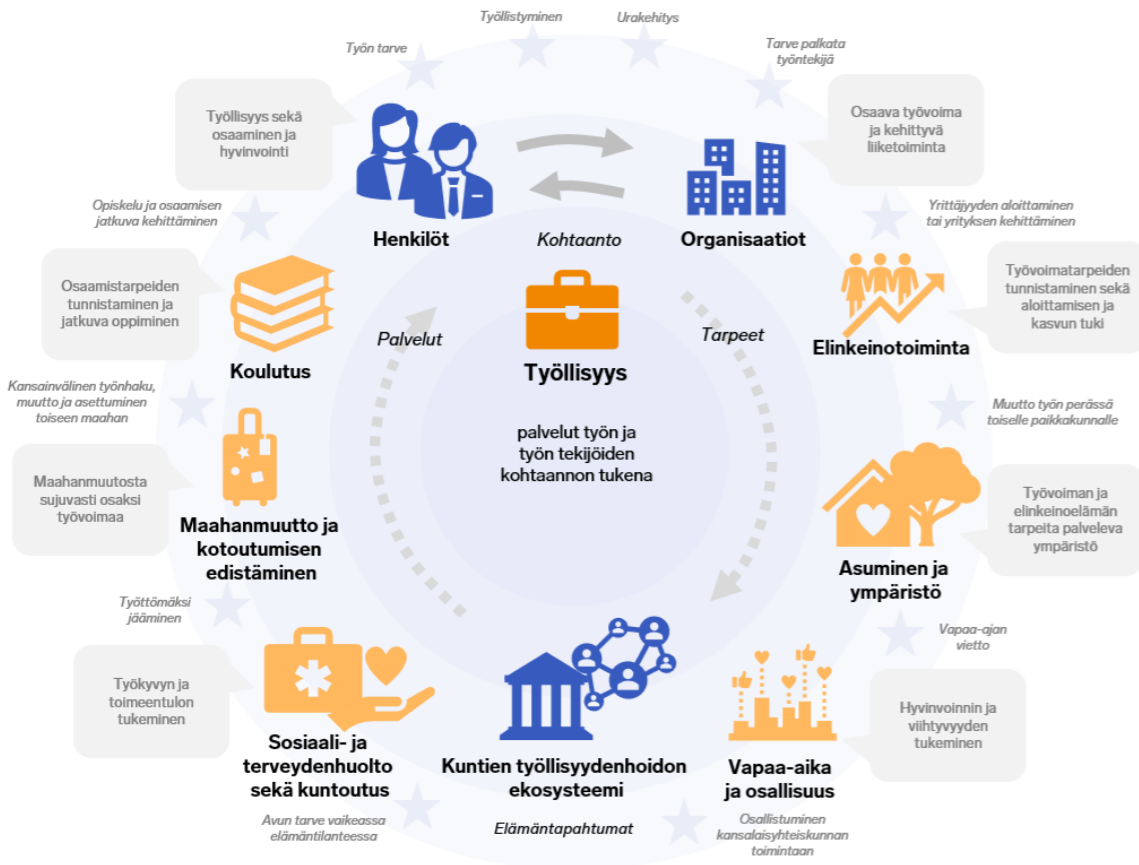 Työllistyminen
Urakehitys
Työn tarve
Tarve palkata
työntekijä
Työllisyys sekä
osaaminen ja
hyvinvointi
Osaava työvoima
ja kehittyvä
liiketoiminta
Opiskelu ja osaamisen
jatkuva kehittäminen
Henkilöt
Kohtaanto
Organisaatiot
Yrittäjyyden aloittaminen
tai yrityksen kehittäminen
Osaamistarpeiden
tunnistaminen ja
jatkuva oppiminen
Koulutus
Palvelut
Työllisyys
Tarpeet
Elinkeinotoiminta
Työvoimatarpeiden
tunnistaminen sekä
aloittamisen ja
kasvun tuki
Kansainvälinen työnhaku,
muutto ja asettuminen
toiseen maahan
palvelut työn ja
työn tekijöiden
kohtaannon tukena
Muutto työn perässä
toiselle paikkakunnalle
Maahanmuutosta
sujuvasti osaksi
työvoimaa
Maahanmuutto ja
kotoutumisen
edistäminen
Työvoiman ja
elinkeinoelämän
tarpeita palveleva
ympäristö
Asuminen ja
ympäristö
Työttömäksi
jääminen
Vapaa-ajan
vietto
Työkyvyn ja
toimeentulon
tukeminen
Sosiaali- ja
terveydenhuolto
sekä kuntoutus
Kuntien työllisyydenhoidon
ekosysteemi
Vapaa-aika
ja osallisuus
Hyvinvoinnin ja
viihtyvyyden
tukeminen
Avun tarve vaikeassa
elämäntilanteessa
Elämäntapahtumat
Osallistuminen
kansalaisyhteiskunnan
toimintaan